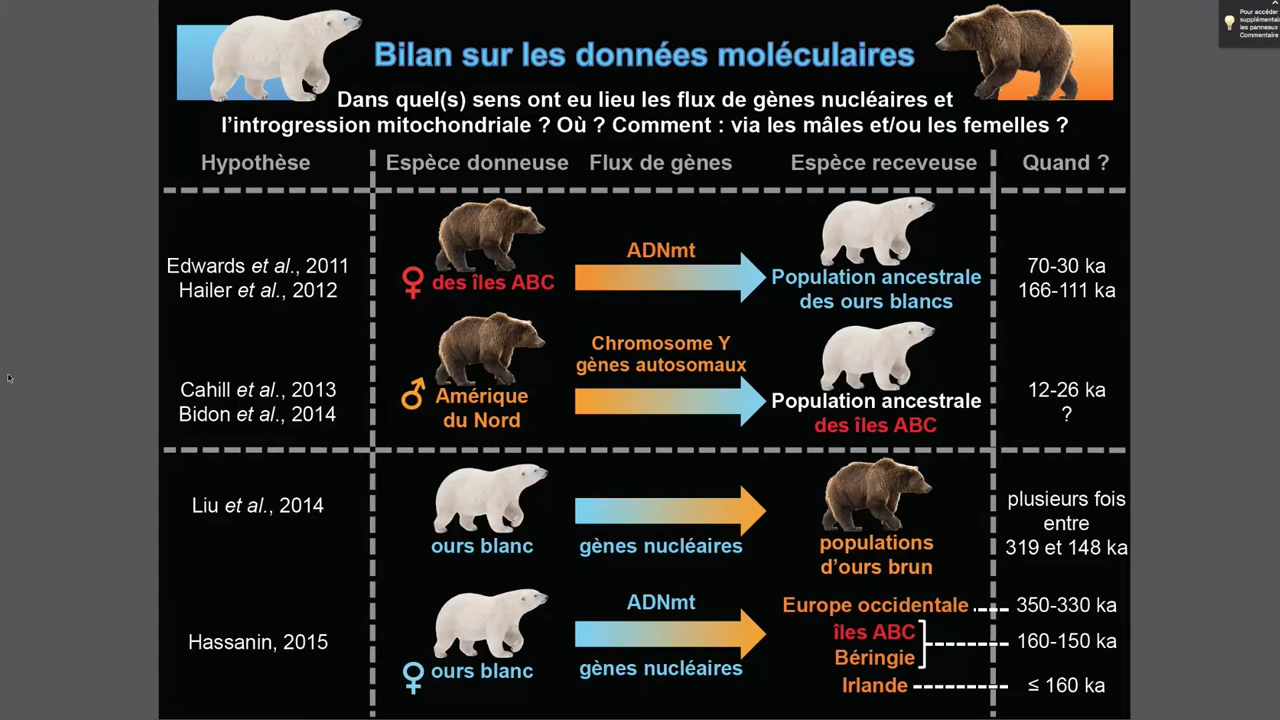 Bilan sur les données moléculaires
Dans quel(s) sens ont eu lieu les flux de gènes nucléaires et
l'introgression mitochondriale ? Où ? Comment : via les mâles et/ou les femelles ?
Hypothèse Espèce donneuse Flux de gènes Espèce receveuse Quand ?
Edwards et al., 2011
Hailer et al., 2012
♀ des îles ABC
ADNmt
Population ancestrale
des ours blancs
70-30 ka
166-111 ka
Cahill et al., 2013
Bidon et al., 2014
♂ Amérique
du Nord
Chromosome Y
gènes autosomaux
Population ancestrale
des îles ABC
12-26 ka
?
Liu et al., 2014
ours blanc
gènes nucléaires
populations
d'ours brun
plusieurs fois
entre
319 et 148 ka
Hassanin, 2015
♀ ours blanc
ADNmt
gènes nucléaires
Europe occidentale
350-330 ka
îles ABC
Béringie
160-150 ka
Irlande
≤ 160 ka
Pour accéder
supplémentai
les panneaux
Commentaire